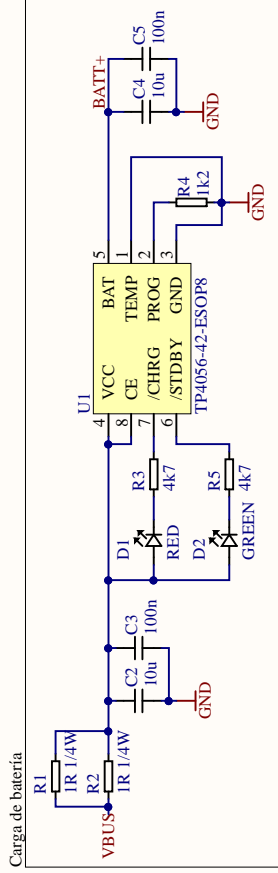 Carga de batería
VBUS
R1
1R 1/4W
R2
1R 1/4W
C2
10u
C3
100n
GND
D1
RED
R3
4k7
D2
GREEN
R5
4k7
U1
4
VCC
8
CE
7
/CHRG
6
/STDBY
BAT
5
TEMP
1
PROG
2
GND
3
TP4056-42-ESOP8
R4
1k2
GND
BATT+
C4
10u
C5
100n
GND